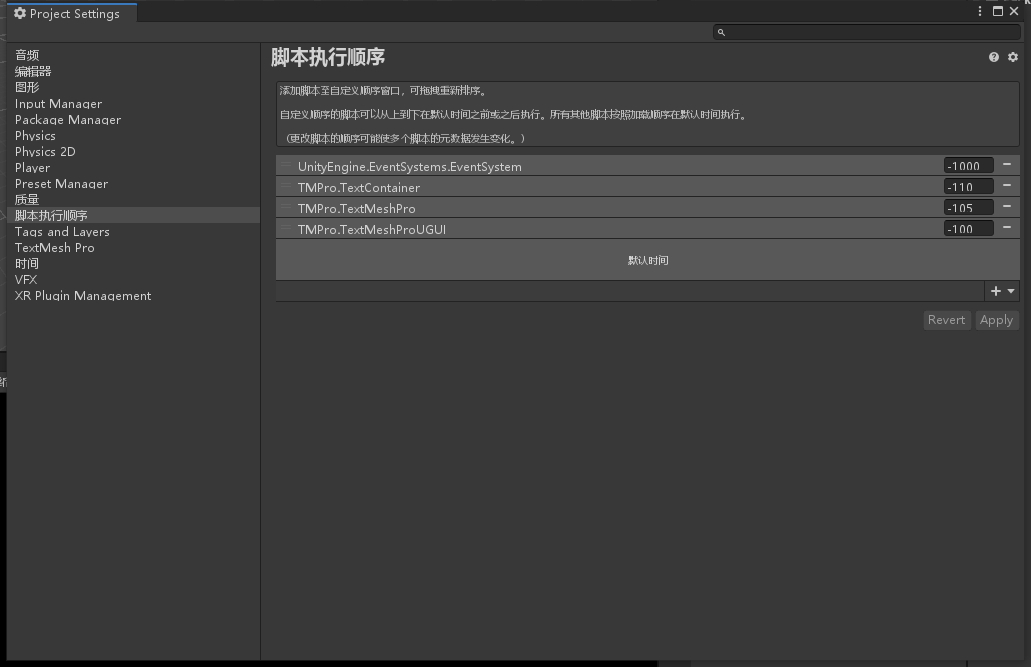 Project Settings
音频
编辑器
图形
Input Manager
Package Manager
Physics
Physics 2D
Player
Preset Manager
质量
脚本执行顺序
Tags and Layers
TextMesh Pro
时间
VFX
XR Plugin Management
脚本执行顺序
添加脚本至自定义顺序窗口，可拖拽重新排序。
自定义顺序的脚本可以从上到下在默认时间之前或之后执行。所有其他脚本按照加载顺序在默认时间执行。
（更改脚本的顺序可能使多个脚本的元数据发生变化。）
UnityEngine.EventSystems.EventSystem -1000
TMPro.TextContainer -110
TMPro.TextMeshPro -105
TMPro.TextMeshProUGUI -100
默认时间
Revert Apply